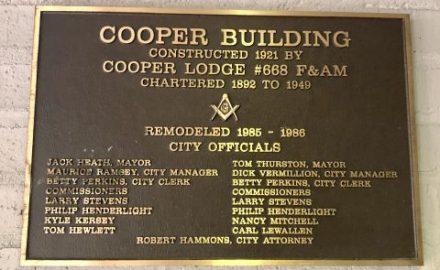 COOPER BUILDING
CONSTRUCTED 1921 BY
COOPER LODGE #668 F&AM
CHARTERED 1892 TO 1949
G
REMODELED 1985 - 1986
CITY OFFICIALS
JACK HEATH, MAYOR
MAURICE RAMSEY, CITY MANAGER
BETTY PERKINS, CITY CLERK
COMMISSIONERS
LARRY STEVENS
PHILIP HENDERLIGHT
KYLE KERSEY
TOM HEWLETT
TOM THURSTON, MAYOR
DICK VERMILLION, CITY MANAGER
BETTY PERKINS, CITY CLERK
COMMISSIONERS
LARRY STEVENS
PHILIP HENDERLIGHT
NANCY MITCHELL
CARL LEWALLEN
ROBERT HAMMONS, CITY ATTORNEY